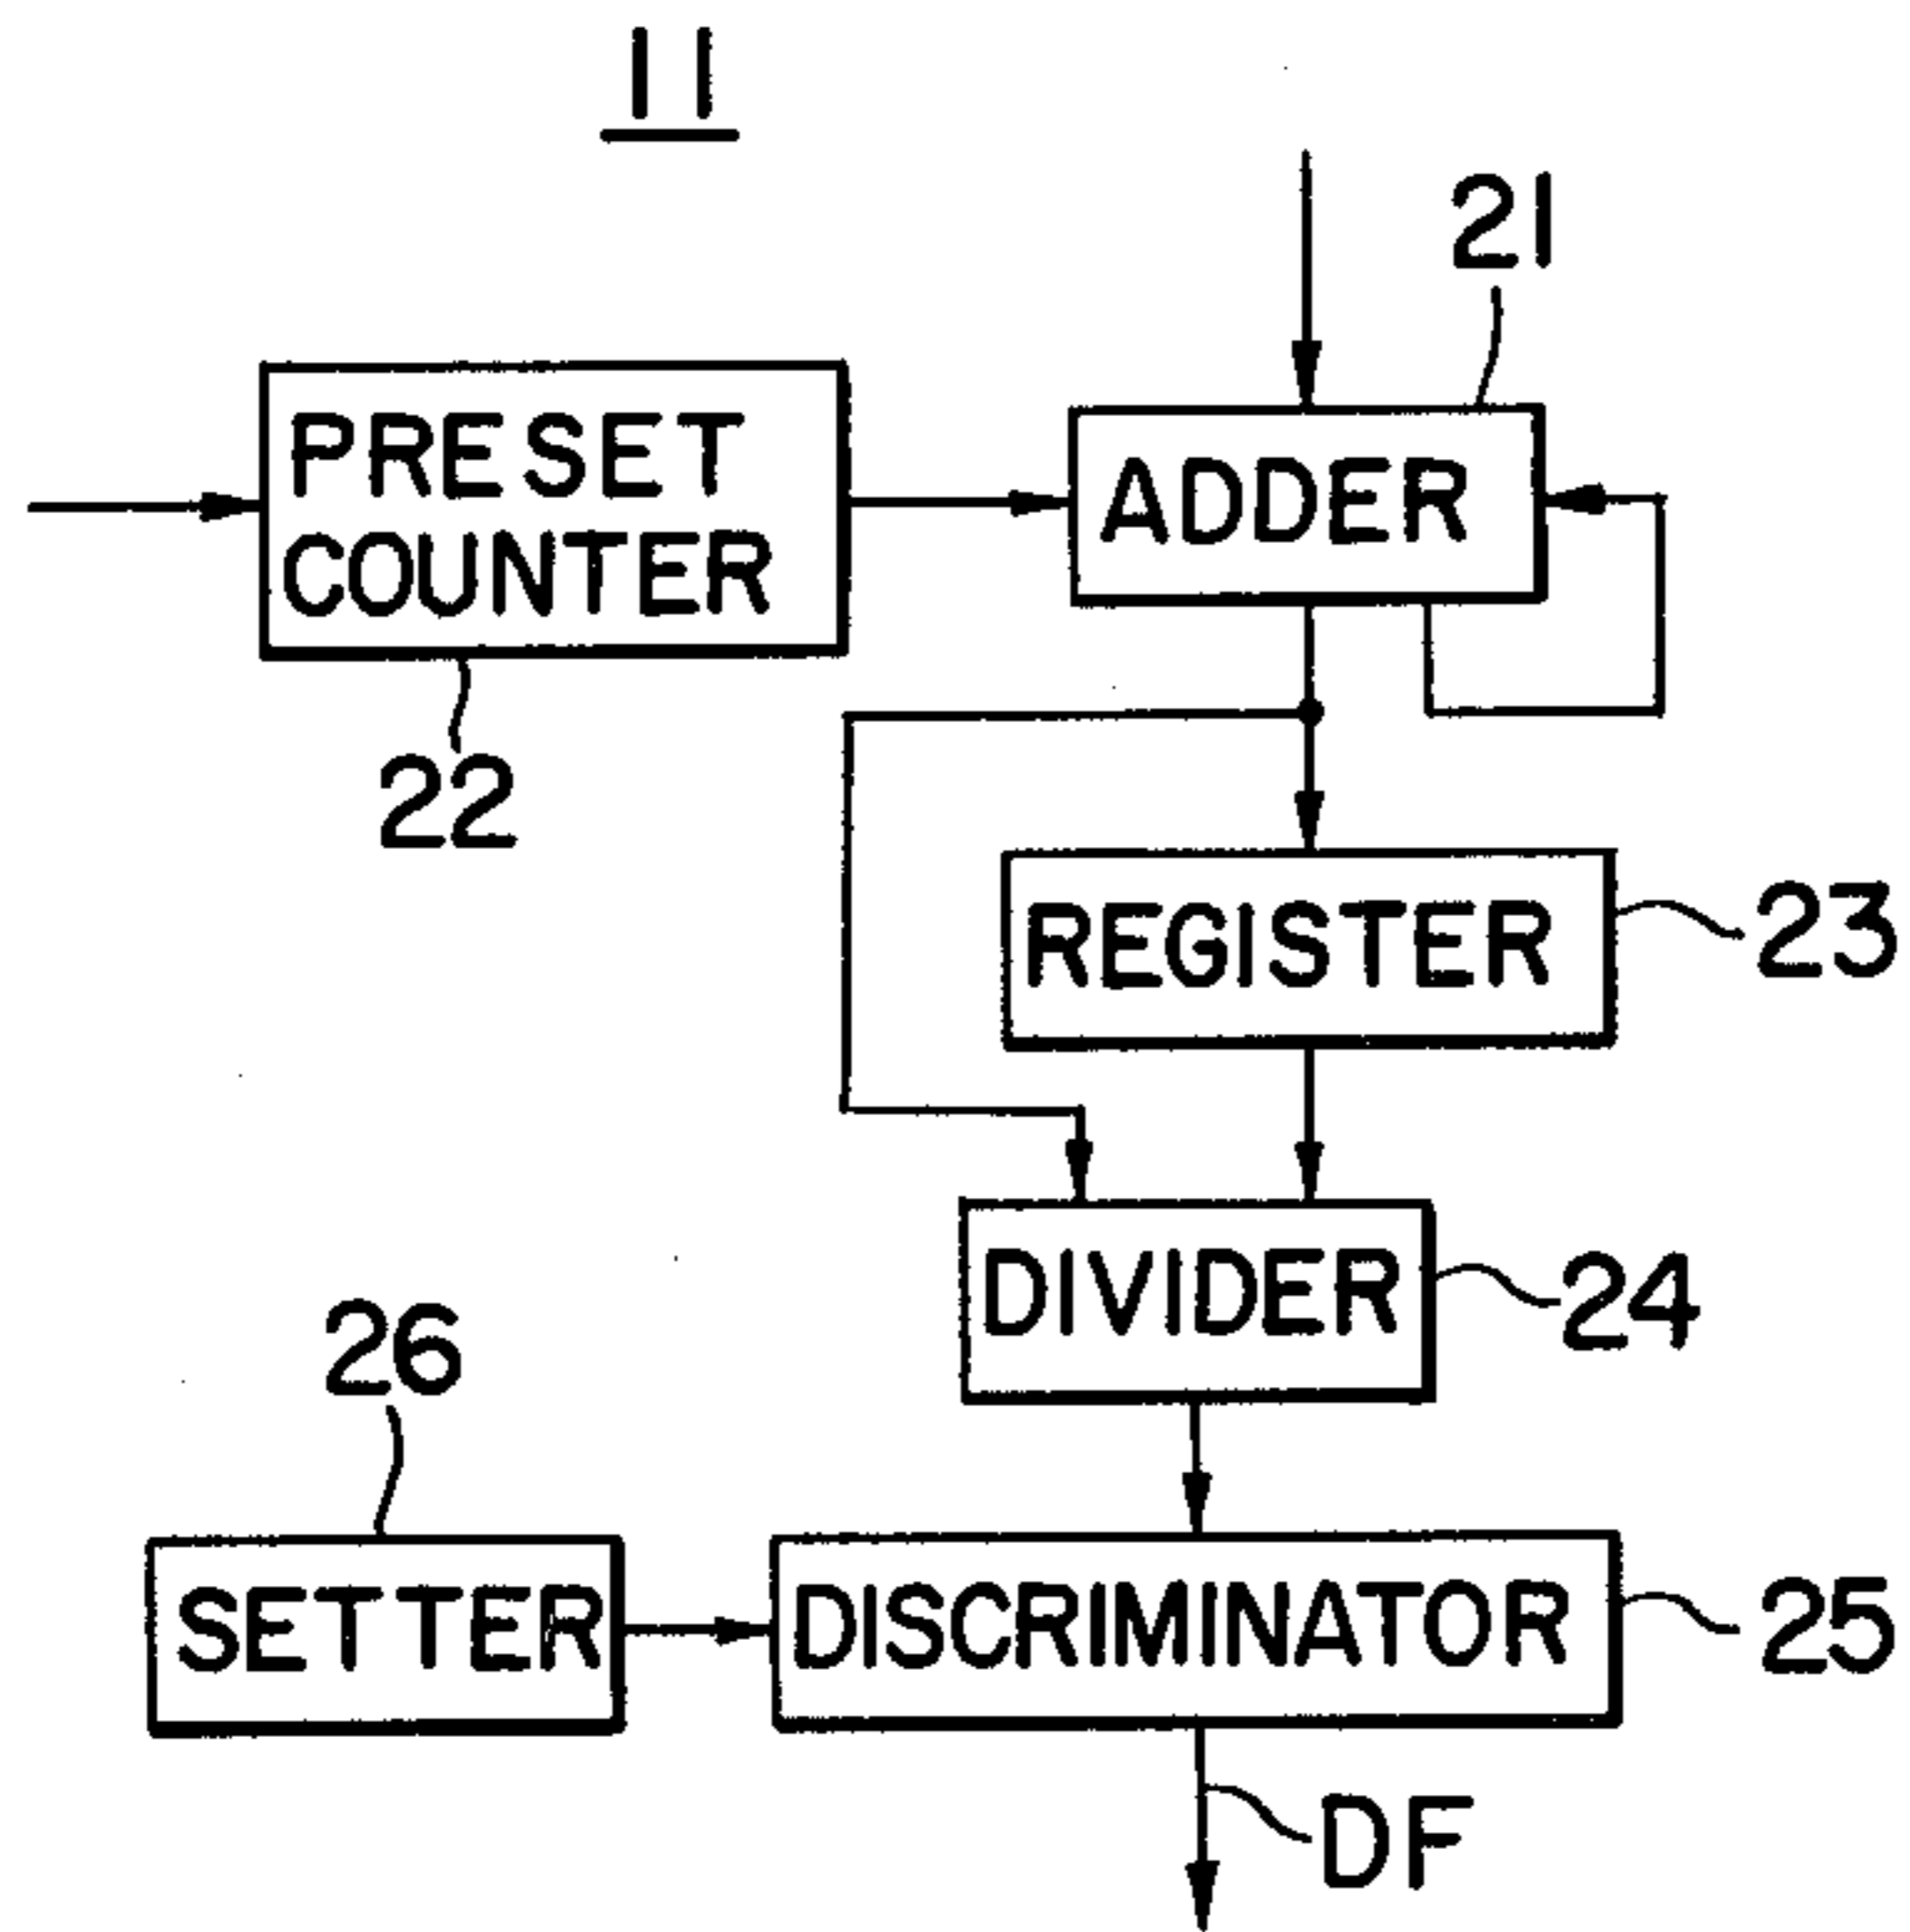 11
21
PRESET
COUNTER
ADDER
22
REGISTER
23
DIVIDER
24
26
SETTER
DISCRIMINATOR
25
DF